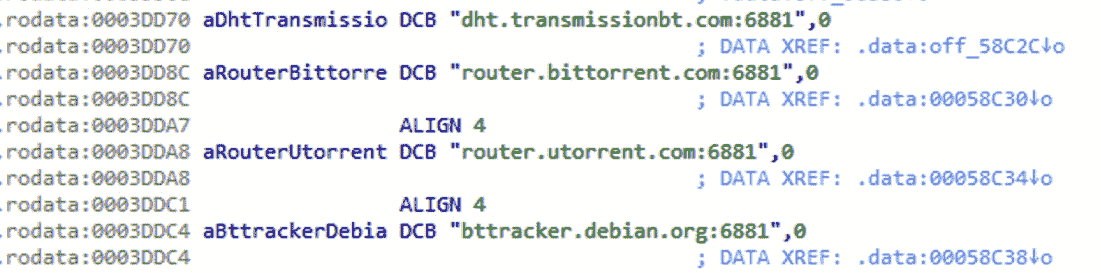 .rodata:0003DD70 aDhtTransmissio DCB "dht.transmissionbt.com:6881",0
.rodata:0003DD70 ; DATA XREF: .data:off_58C2C↓o
.rodata:0003DD8C aRouterBittorre DCB "router.bittorrent.com:6881",0
.rodata:0003DD8C ; DATA XREF: .data:00058C30↓o
.rodata:0003DDA7 ALIGN 4
.rodata:0003DDA8 aRouterUtorrent DCB "router.utorrent.com:6881",0
.rodata:0003DDA8 ; DATA XREF: .data:00058C34↓o
.rodata:0003DDC1 ALIGN 4
.rodata:0003DDC4 aBttrackerDebia DCB "bttracker.debian.org:6881",0
.rodata:0003DDC4 ; DATA XREF: .data:00058C38↓o